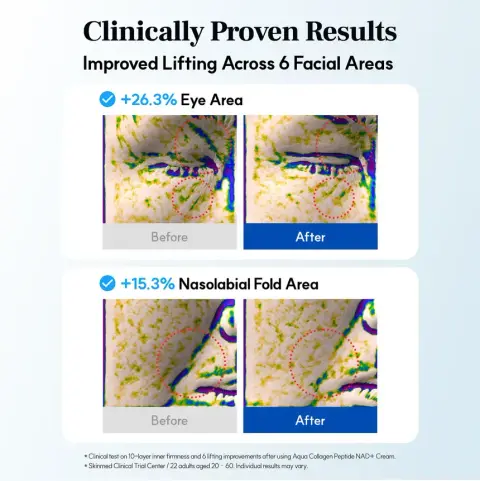 Clinically Proven Results
Improved Lifting Across 6 Facial Areas
+26.3% Eye Area
Before
After
+15.3% Nasolabial Fold Area
Before
After
* Clinical test on 10-layer inner firmness and 6 lifting improvements after using Aqua Collagen Peptide NAD+ Cream.
* Skinmed Clinical Trial Center / 22 adults aged 20 - 60. Individual results may vary.